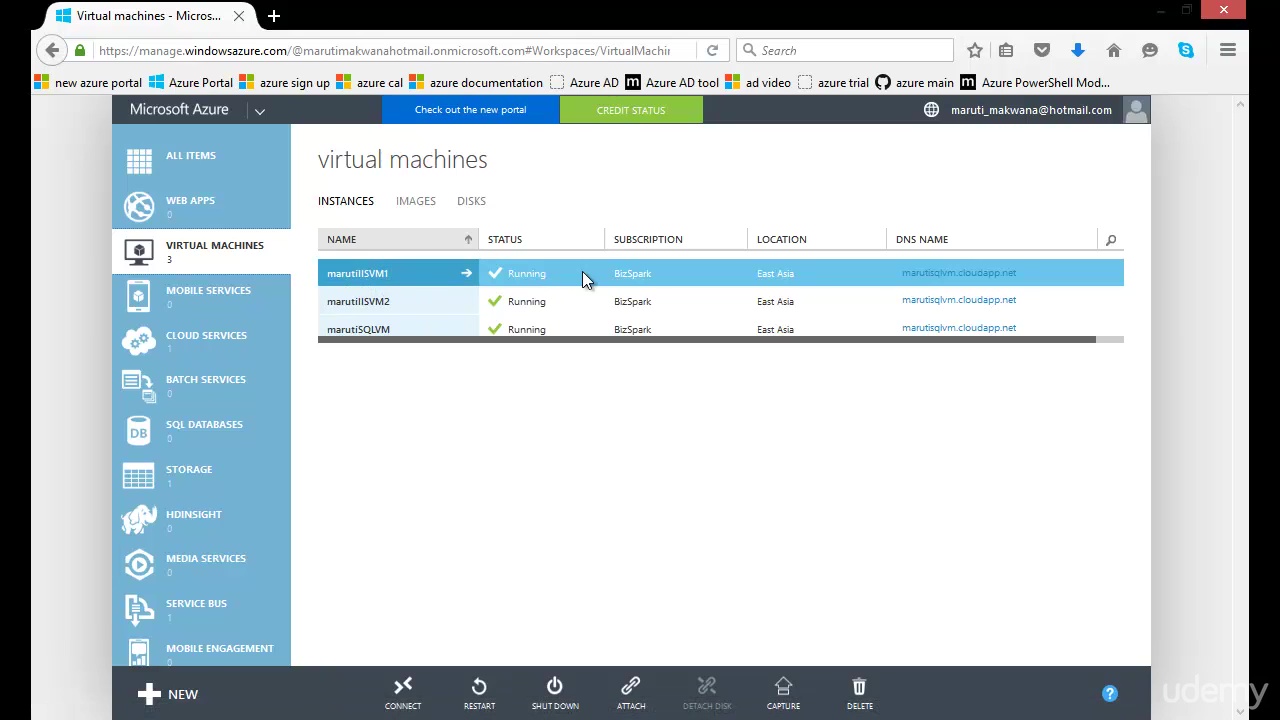 Virtual machines - Micros...
https://manage.windowsazure.com/@marutimakwanahotmail.onmicrosoft.com#Workspaces/VirtualMachir
Search
new azure portal
Azure Portal
azure sign up
azure cal
azure documentation
Azure AD
Azure AD tool
ad video
azure trial
azure main
Azure PowerShell Mod...
Microsoft Azure
Check out the new portal
CREDIT STATUS
maruti_makwana@hotmail.com
ALL ITEMS
WEB APPS
0
VIRTUAL MACHINES
3
MOBILE SERVICES
0
CLOUD SERVICES
1
BATCH SERVICES
0
SQL DATABASES
0
STORAGE
1
HDINSIGHT
0
MEDIA SERVICES
0
SERVICE BUS
1
MOBILE ENGAGEMENT
0
virtual machines
INSTANCES IMAGES DISKS
NAME STATUS SUBSCRIPTION LOCATION DNS NAME
marutiIISVM1 Running BizSpark East Asia marutisqlvm.cloudapp.net
marutiIISVM2 Running BizSpark East Asia marutisqlvm.cloudapp.net
marutiSQLVM Running BizSpark East Asia marutisqlvm.cloudapp.net
NEW
CONNECT
RESTART
SHUT DOWN
ATTACH
DETACH DISK
CAPTURE
DELETE
?
udemy